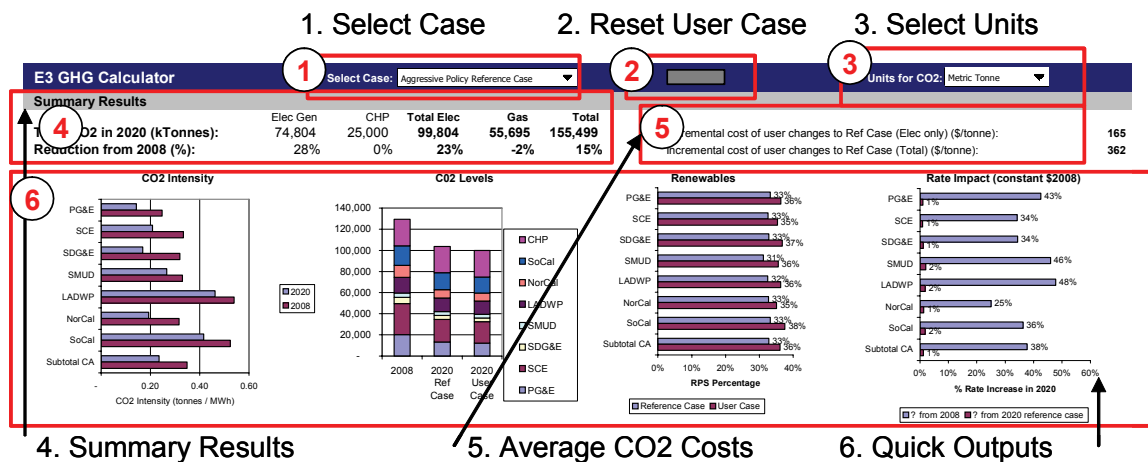 1. Select Case 2. Reset User Case 3. Select Units
1 2 3
E3 GHG Calculator Select Case: Aggressive Policy Reference Case Units for CO2: Metric Tonne
Summary Results
4 5
Elec Gen CHP Total Elec Gas Total
CO2 in 2020 (kTonnes): 74,804 25,000 99,804 55,695 155,499
Reduction from 2008 (%): 28% 0% 23% -2% 15%
Incremental cost of user changes to Ref Case (Elec only) ($/tonne): 165
Incremental cost of user changes to Ref Case (Total) ($/tonne): 362
6
CO2 Intensity
PG&E
SCE
SDG&E
SMUD
LADWP
NorCal
SoCal
Subtotal CA
- 0.20 0.40 0.60
CO2 Intensity (tonnes / MWh)
2020
2008
C02 Levels
140,000
120,000
100,000
80,000
60,000
40,000
20,000
-
2008
2020 Ref Case
2020 User Case
CHP
SoCal
NorCal
LADWP
SMUD
SDG&E
SCE
PG&E
Renewables
PG&E 33% 36%
SCE 33% 35%
SDG&E 33% 37%
SMUD 31% 36%
LADWP 32% 36%
NorCal 33% 35%
SoCal 33% 38%
Subtotal CA 33% 36%
0% 10% 20% 30% 40%
RPS Percentage
Reference Case User Case
Rate Impact (constant $2008)
PG&E 43% 1%
SCE 34% 1%
SDG&E 34% 1%
SMUD 46% 2%
LADWP 48% 2%
NorCal 25% 1%
SoCal 36% 2%
Subtotal CA 38% 1%
0% 10% 20% 30% 40% 50% 60%
% Rate Increase in 2020
? from 2008 ? from 2020 reference case
4. Summary Results 5. Average CO2 Costs 6. Quick Outputs